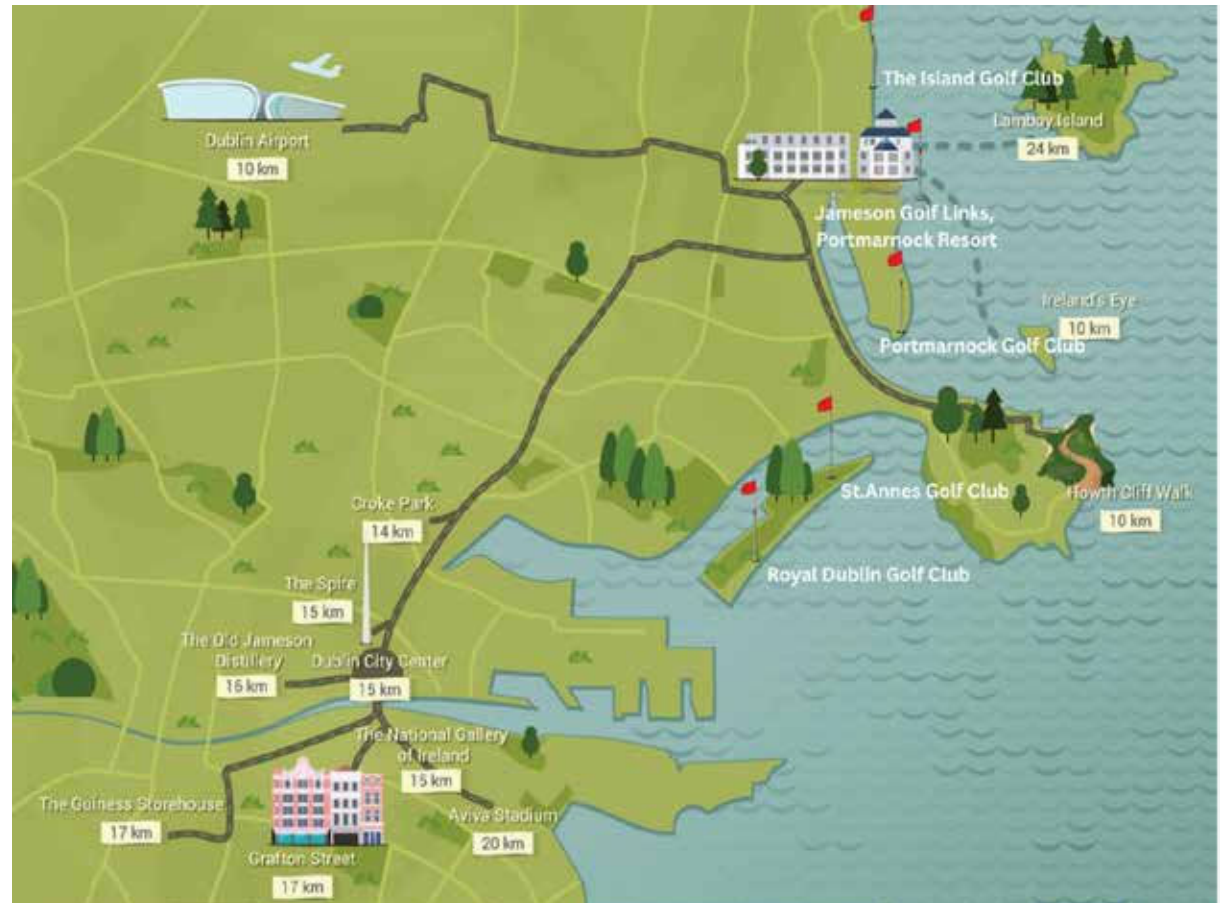 The Island Golf Club
Lambay Island
24 km
Dublin Airport
10 km
Jameson Golf Links,
Portmarnock Resort
Ireland's Eye
10 km
Portmarnock Golf Club
St.Annes Golf Club
Howth Cliff Walk
10 km
Croke Park
14 km
Royal Dublin Golf Club
The Spire
15 km
The Old Jameson
Distillery
16 km
Dublin City Center
15 km
The National Gallery
of Ireland
15 km
The Guiness Storehouse
17 km
Aviva Stadium
20 km
Grafton Street
17 km